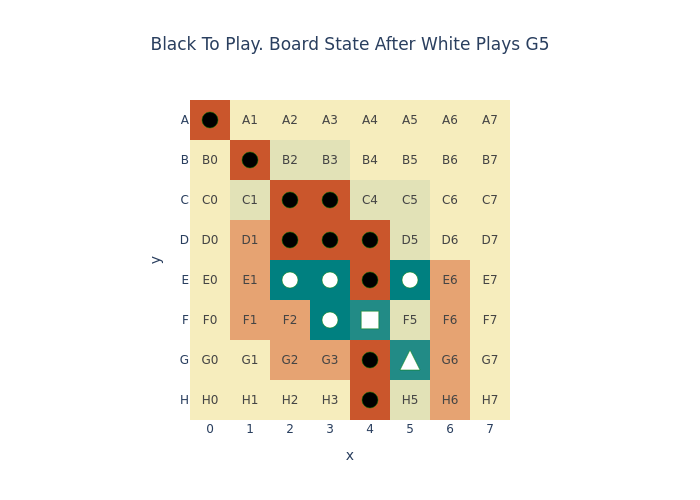 Black To Play. Board State After White Plays G5
A A1 A2 A3 A4 A5 A6 A7
B B0 B2 B3 B4 B5 B6 B7
C C0 C1 C4 C5 C6 C7
D D0 D1 D5 D6 D7
E E0 E1 E6 E7
F F0 F1 F2 F5 F6 F7
G G0 G1 G2 G3 G6 G7
H H0 H1 H2 H3 H5 H6 H7
0 1 2 3 4 5 6 7
x
y